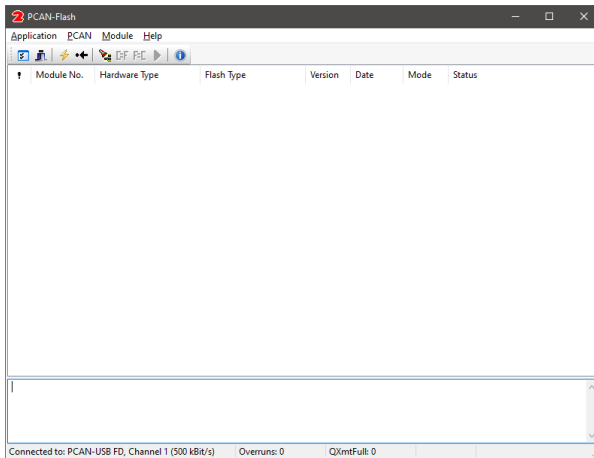 PCAN-Flash
Application PCAN Module Help
! Module No. Hardware Type Flash Type Version Date Mode Status
Connected to: PCAN-USB FD, Channel 1 (500 kBit/s) Overruns: 0 QXmtFull: 0